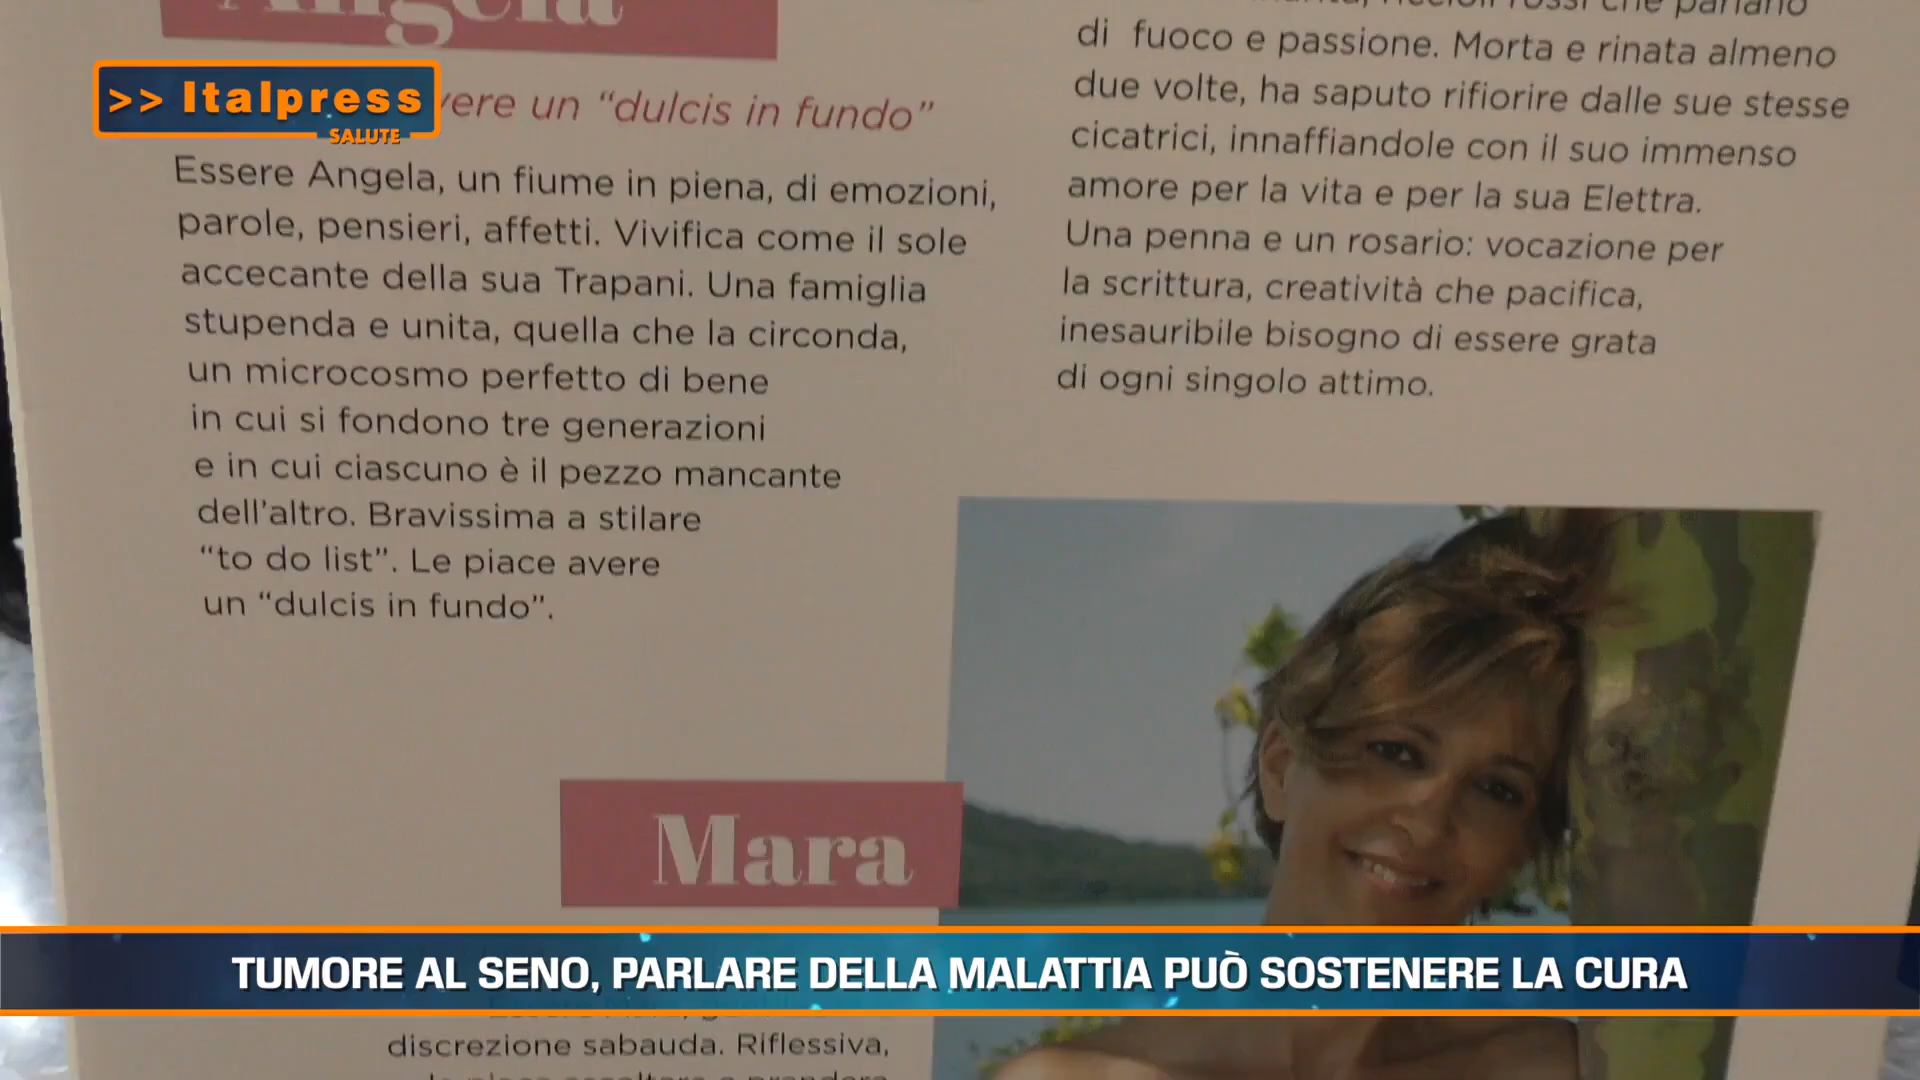 Angela
>> Italpress
SALUTE
vere un “dulcis in fundo”
Essere Angela, un fiume in piena, di emozioni,
parole, pensieri, affetti. Vivifica come il sole
accecante della sua Trapani. Una famiglia
stupenda e unita, quella che la circonda,
un microcosmo perfetto di bene
in cui si fondono tre generazioni
e in cui ciascuno è il pezzo mancante
dell’altro. Bravissima a stilare
“to do list”. Le piace avere
un “dulcis in fundo”.
riccioli rossi che parlano
di fuoco e passione. Morta e rinata almeno
due volte, ha saputo rifiorire dalle sue stesse
cicatrici, innaffiandole con il suo immenso
amore per la vita e per la sua Elettra.
Una penna e un rosario: vocazione per
la scrittura, creatività che pacifica,
inesauribile bisogno di essere grata
di ogni singolo attimo.
Mara
TUMORE AL SENO, PARLARE DELLA MALATTIA PUÒ SOSTENERE LA CURA
discrezione sabauda. Riflessiva,